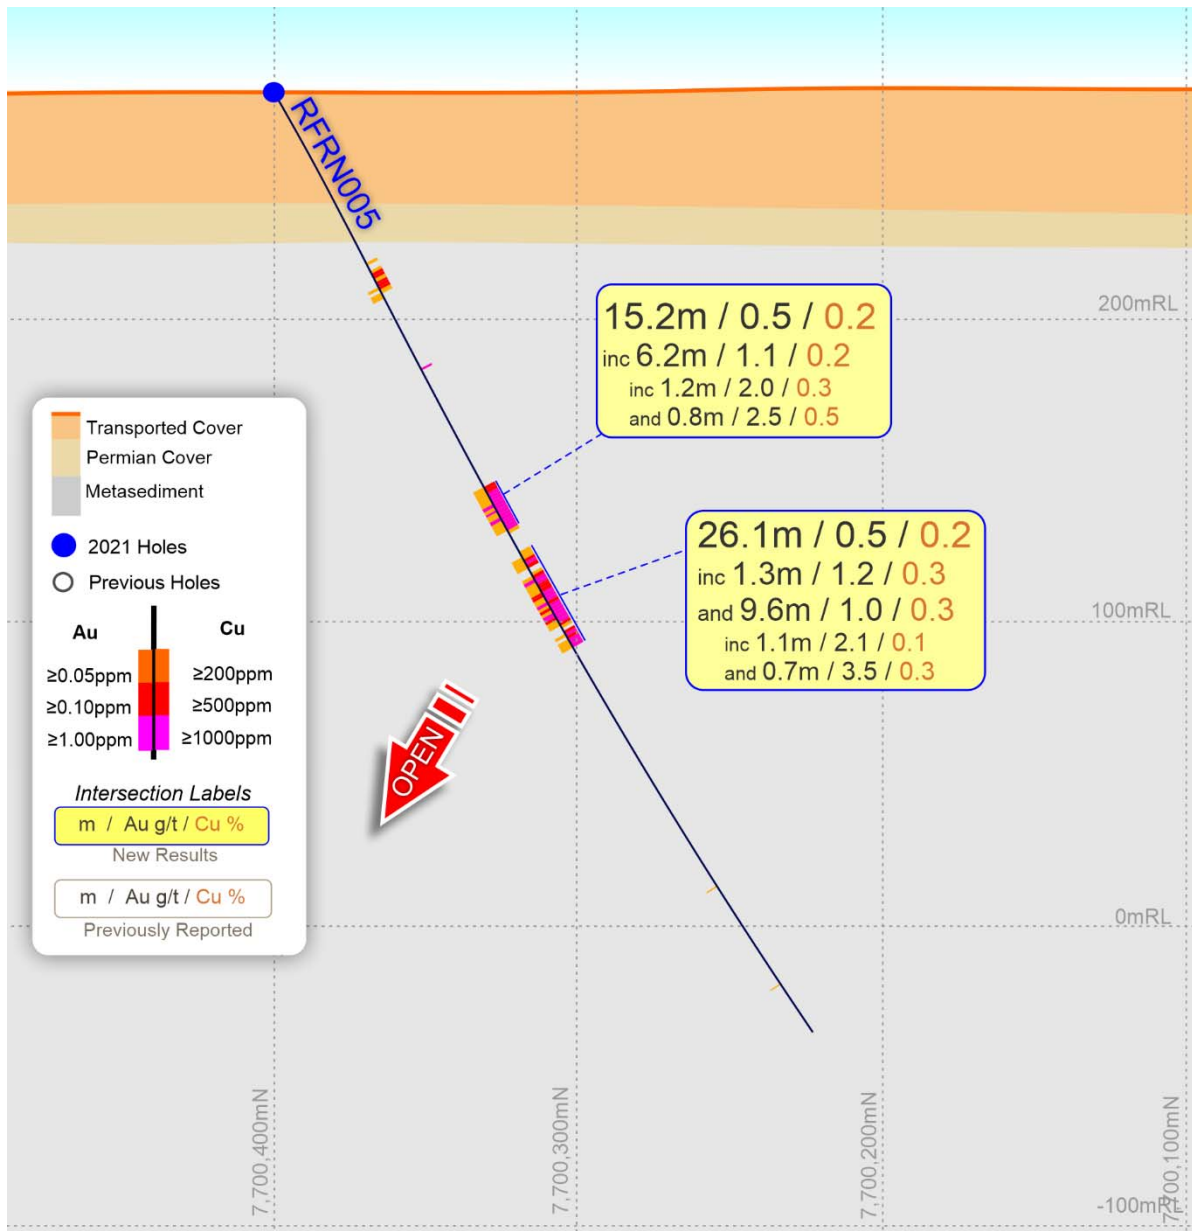 RFRN005
200mRL
15.2m / 0.5 / 0.2
inc 6.2m / 1.1 / 0.2
inc 1.2m / 2.0 / 0.3
and 0.8m / 2.5 / 0.5
26.1m / 0.5 / 0.2
inc 1.3m / 1.2 / 0.3
and 9.6m / 1.0 / 0.3
inc 1.1m / 2.1 / 0.1
and 0.7m / 3.5 / 0.3
100mRL
OPEN
0mRL
Transported Cover
Permian Cover
Metasediment
2021 Holes
Previous Holes
Au Cu
≥0.05ppm ≥200ppm
≥0.10ppm ≥500ppm
≥1.00ppm ≥1000ppm
Intersection Labels
m / Au g/t / Cu %
New Results
m / Au g/t / Cu %
Previously Reported
7,700,400mN
7,700,300mN
7,700,200mN
7,700,100mN
-100mRL